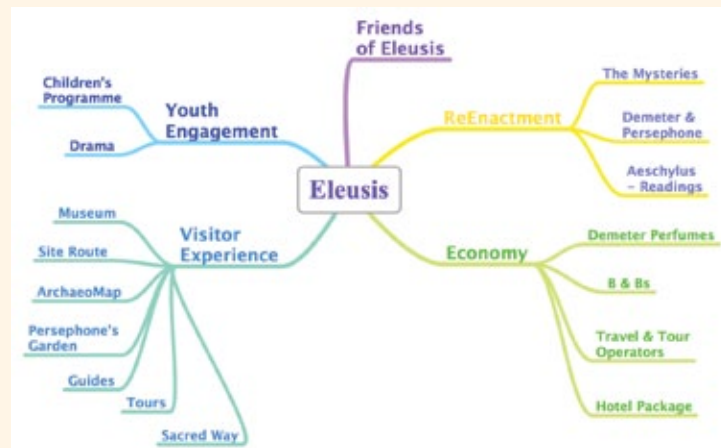 Friends
of Eleusis
Children's
Programme
Youth
Engagement
Drama
The Mysteries
ReEnactment
Demeter &
Persephone
Aeschylus
– Readings
Eleusis
Museum
Visitor
Experience
Site Route
ArchaeoMap
Persephone's
Garden
Guides
Tours
Sacred Way
Demeter Perfumes
Economy
B & Bs
Travel & Tour
Operators
Hotel Package